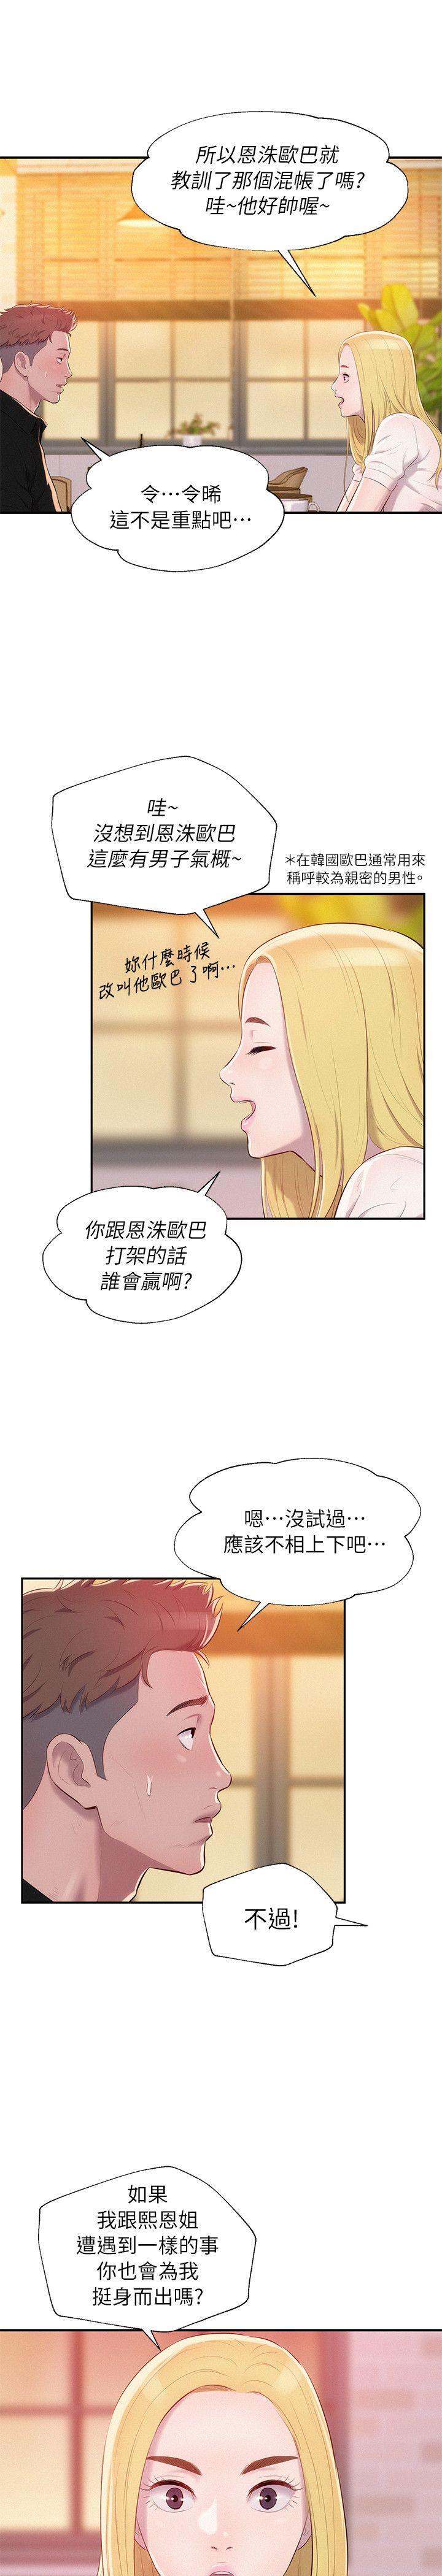 所以恩洙歐巴就
教訓了那個混帳了嗎?
哇~他好帥喔~
令⋯令晞
這不是重點吧⋯
哇~
沒想到恩洙歐巴
這麼有男子氣概~
＊在韓國歐巴通常用來
稱呼較為親密的男性。
妳什麼時候
改叫他歐巴了啊⋯
你跟恩洙歐巴
打架的話
誰會贏啊?
嗯⋯沒試過⋯
應該不相上下吧⋯
不過!
如果
我跟熙恩姐
遭遇到一樣的事
你也會為我
挺身而出嗎?